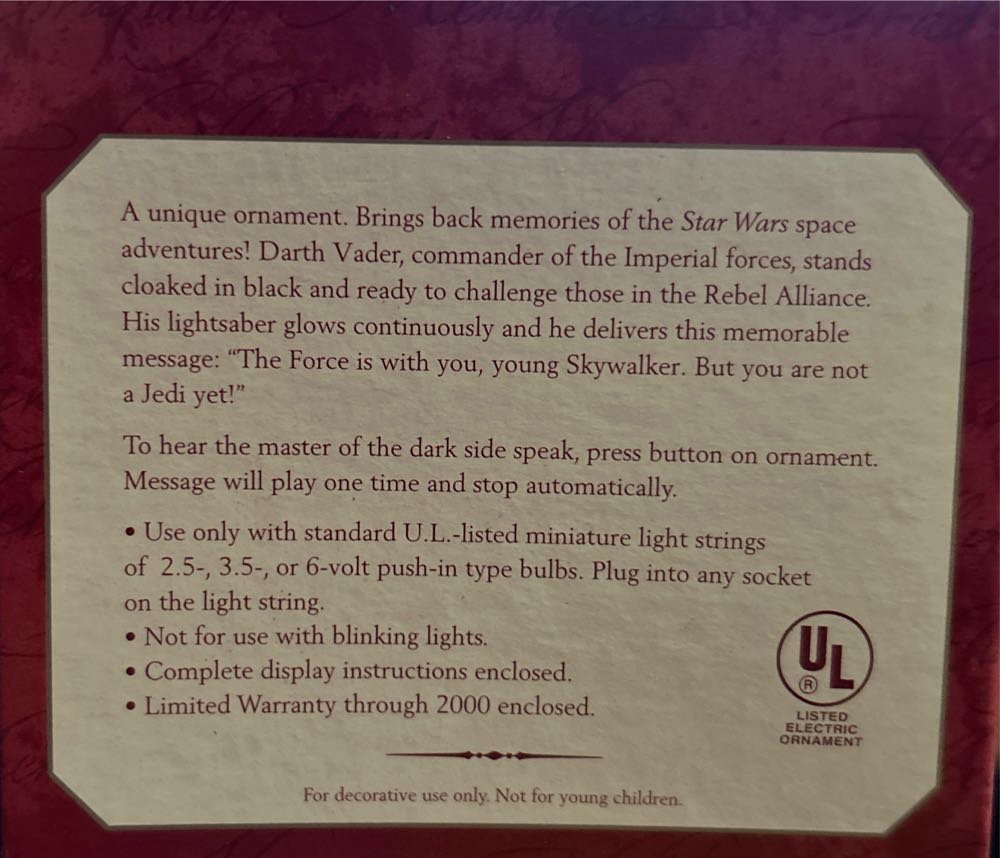 A unique ornament. Brings back memories of the Star Wars space
adventures! Darth Vader, commander of the Imperial forces, stands
cloaked in black and ready to challenge those in the Rebel Alliance.
His lightsaber glows continuously and he delivers this memorable
message: “The Force is with you, young Skywalker. But you are not
a Jedi yet!”
To hear the master of the dark side speak, press button on ornament.
Message will play one time and stop automatically.
• Use only with standard U.L.-listed miniature light strings
of 2.5-, 3.5-, or 6-volt push-in type bulbs. Plug into any socket
on the light string.
• Not for use with blinking lights.
• Complete display instructions enclosed.
• Limited Warranty through 2000 enclosed.
UL
®
LISTED
ELECTRIC
ORNAMENT
For decorative use only. Not for young children.